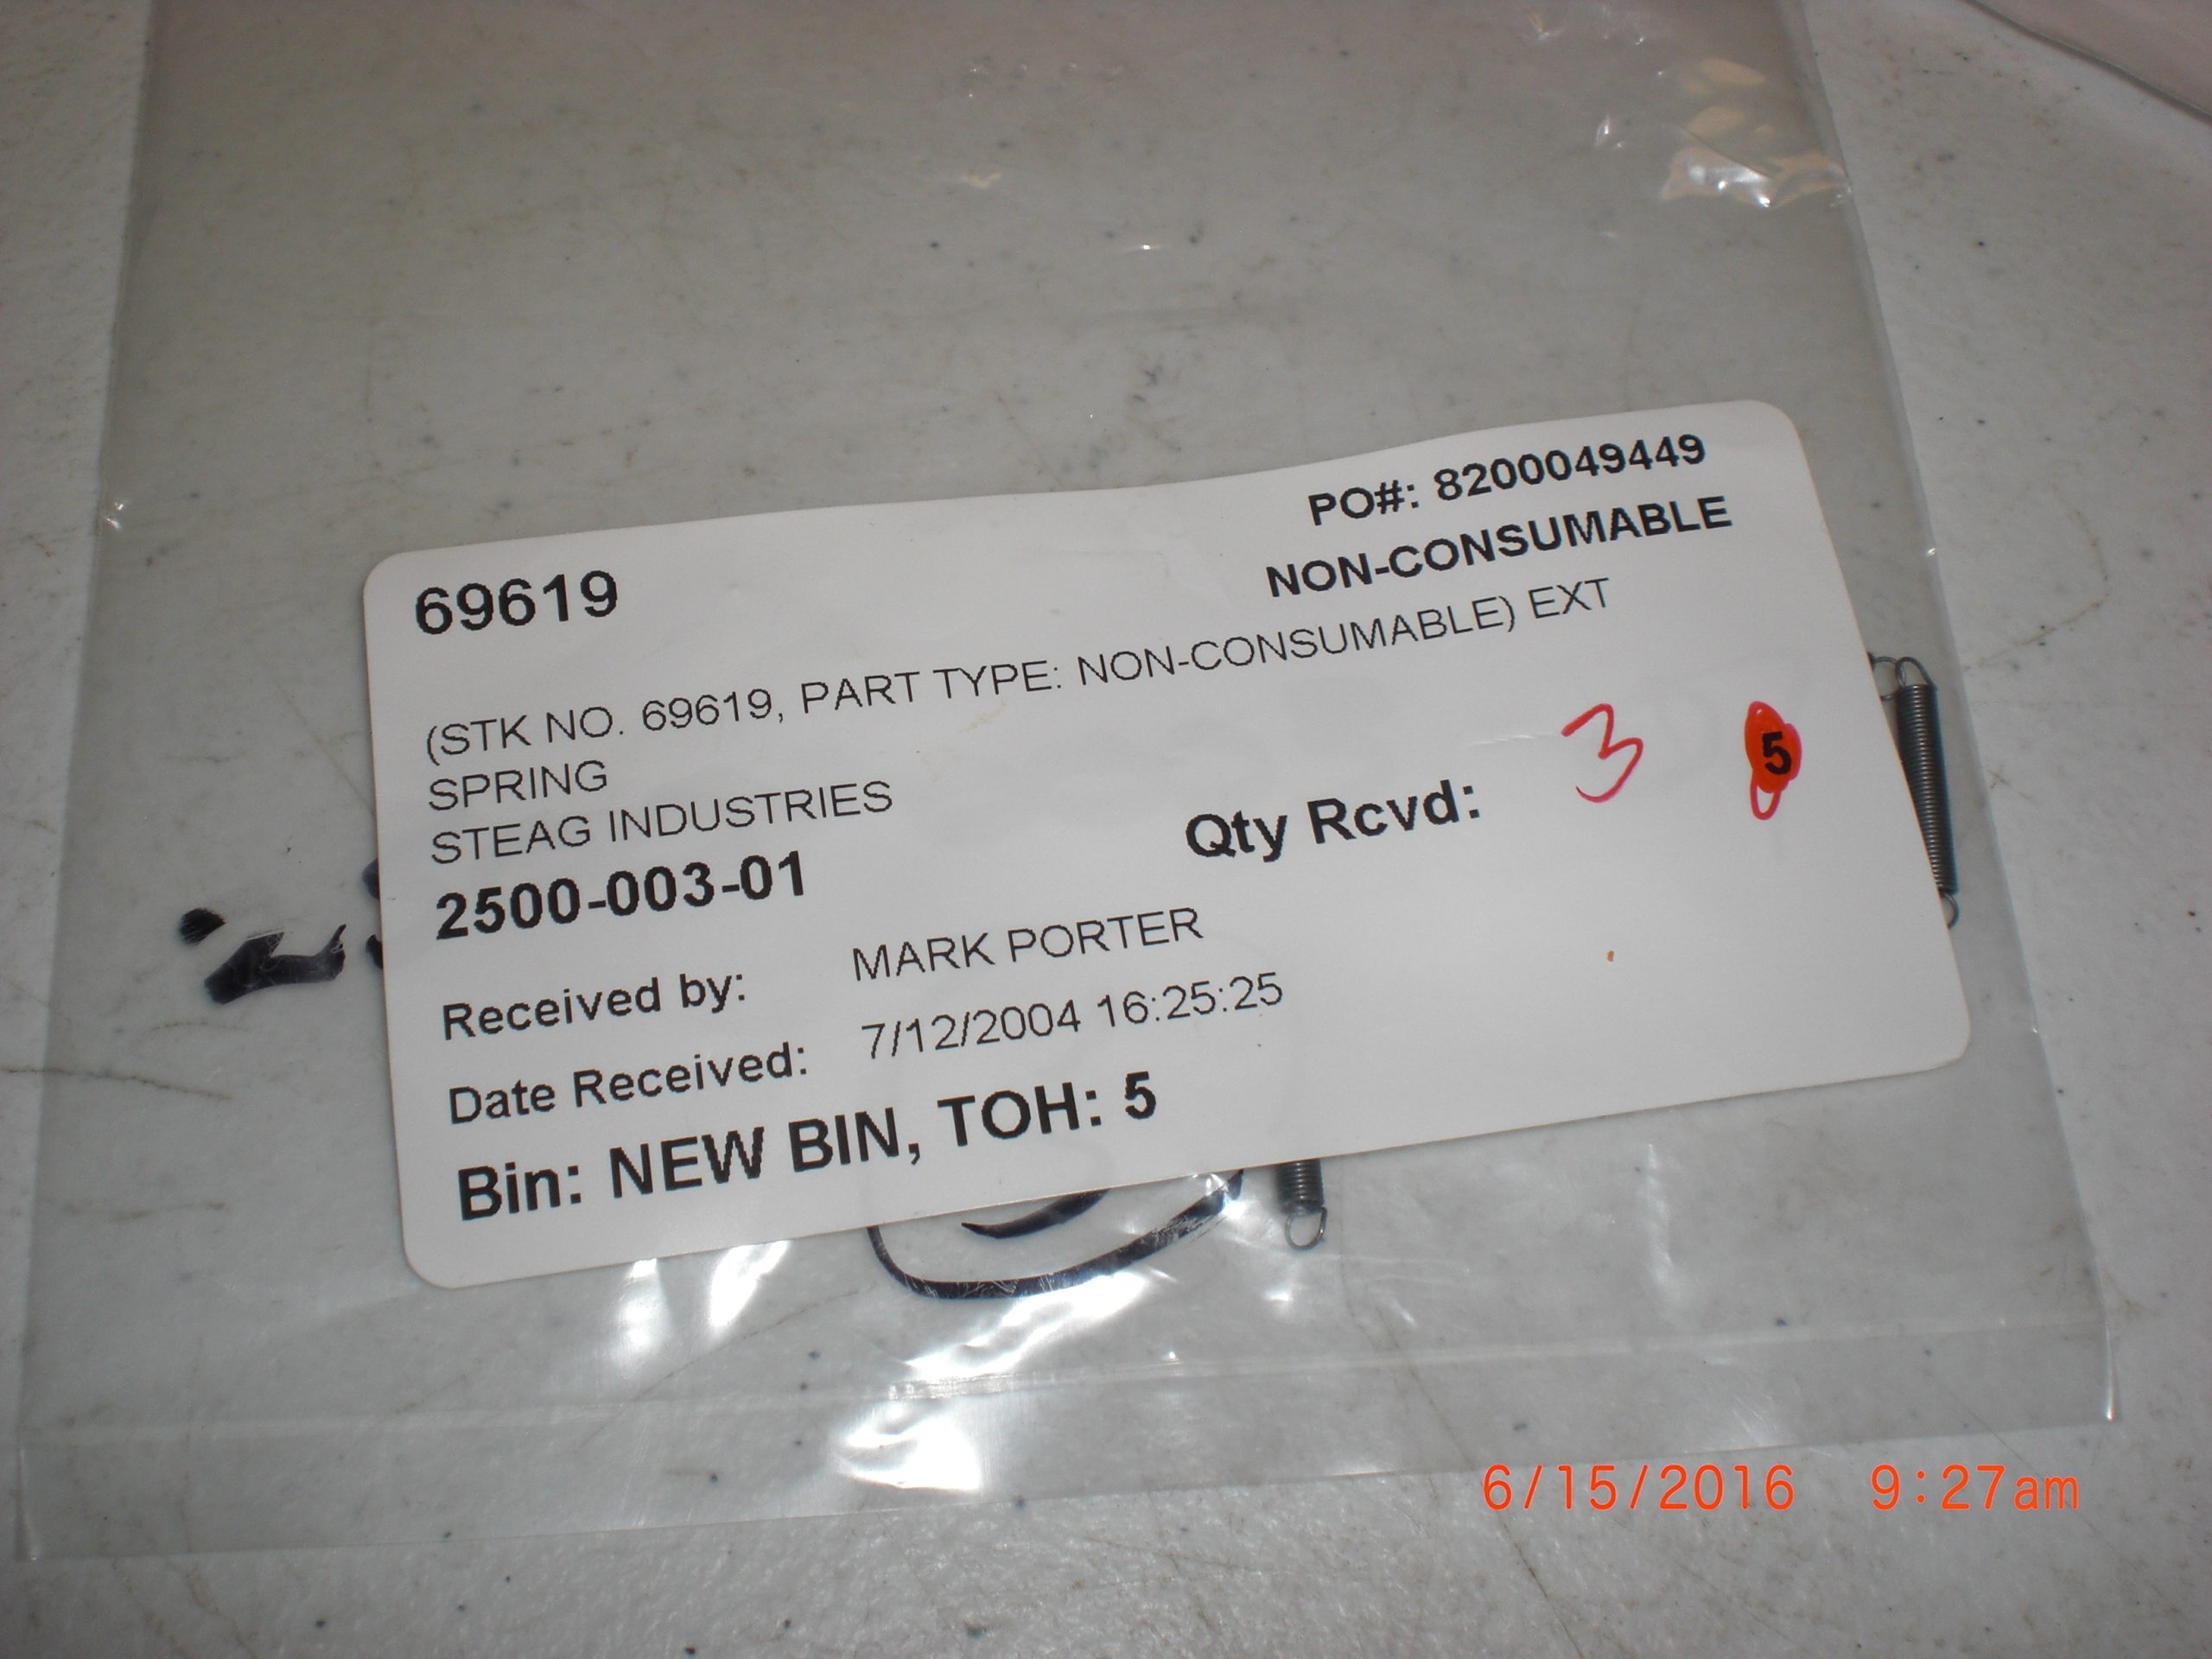 PO#: 8200049449
69619
NON-CONSUMABLE
(STK NO. 69619, PART TYPE: NON-CONSUMABLE) EXT
SPRING
STEAG INDUSTRIES
2500-003-01
Qty Rcvd: 3 5
Received by: MARK PORTER
Date Received: 7/12/2004 16:25:25
Bin: NEW BIN, TOH: 5
6/15/2016 9:27am